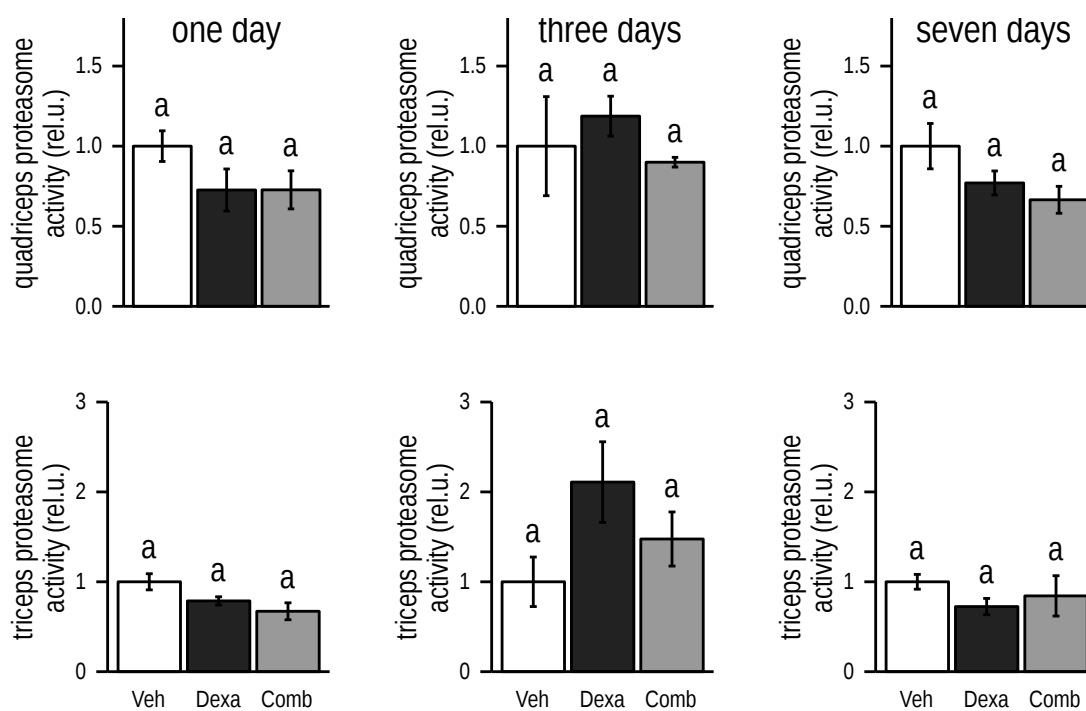 one day
three days
seven days
quadriceps proteasome
activity (rel.u.)
1.5
1.0
0.5
0.0
a
a
a
quadriceps proteasome
activity (rel.u.)
1.5
1.0
0.5
0.0
a
a
a
quadriceps proteasome
activity (rel.u.)
1.5
1.0
0.5
0.0
a
a
a
triceps proteasome
activity (rel.u.)
3
2
1
0
a
a
a
Veh Dexa Comb
triceps proteasome
activity (rel.u.)
3
2
1
0
a
a
a
Veh Dexa Comb
triceps proteasome
activity (rel.u.)
3
2
1
0
a
a
a
Veh Dexa Comb